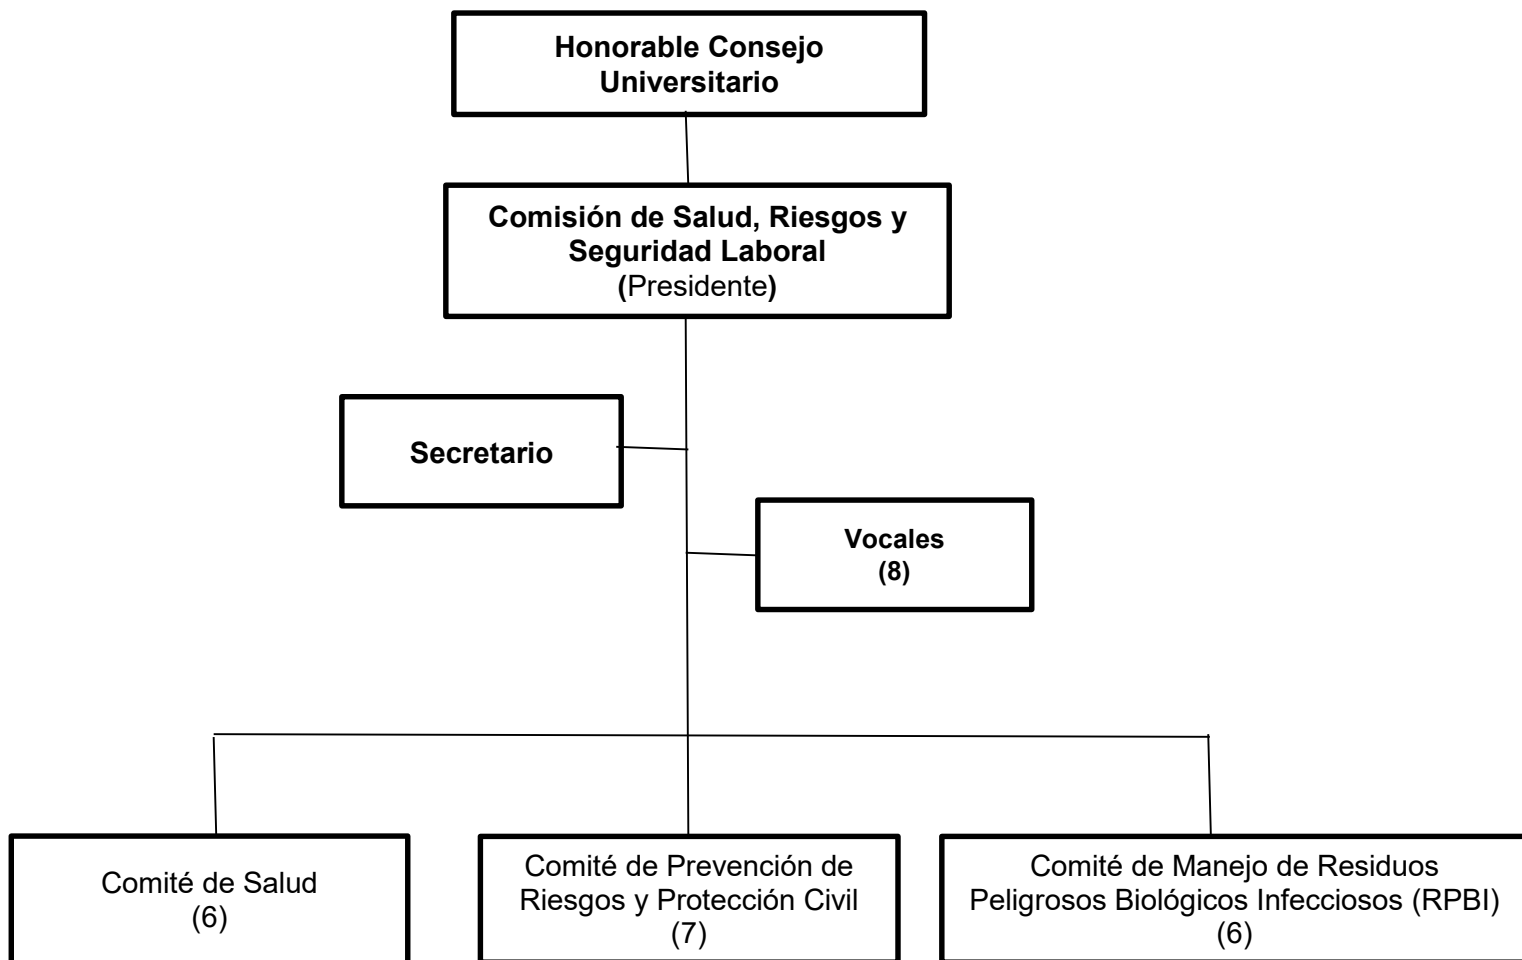 Honorable Consejo
Universitario
Comisión de Salud, Riesgos y
Seguridad Laboral
(Presidente)
Secretario
Vocales
(8)
Comité de Salud
(6)
Comité de Prevención de
Riesgos y Protección Civil
(7)
Comité de Manejo de Residuos
Peligrosos Biológicos Infecciosos (RPBI)
(6)